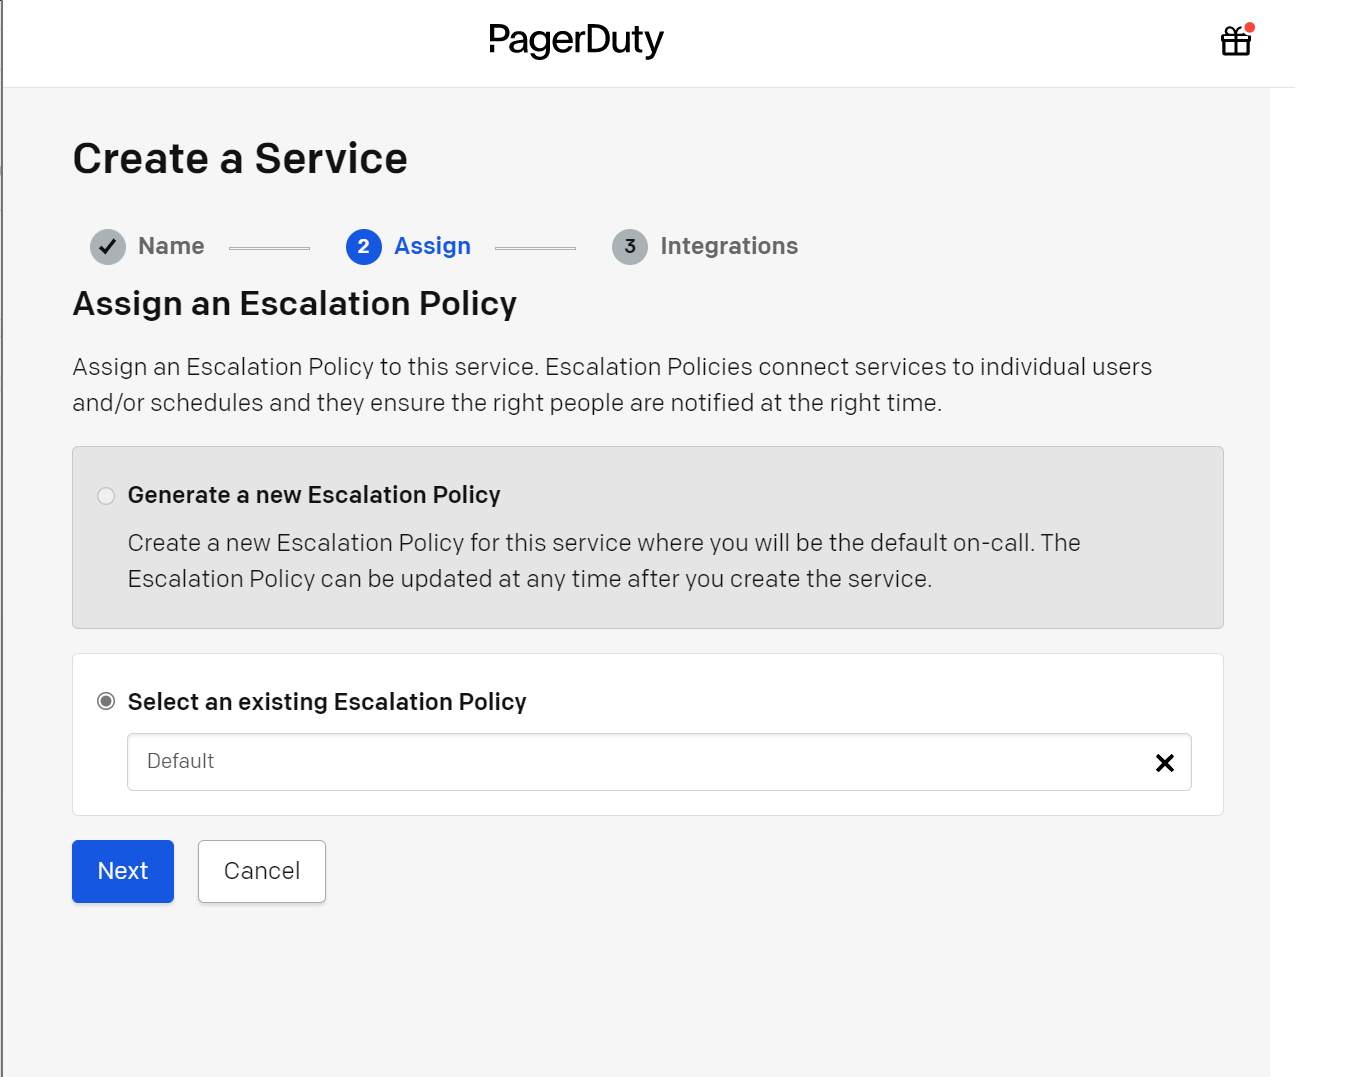 PagerDuty
Create a Service
Name
2 Assign
3 Integrations
Assign an Escalation Policy
Assign an Escalation Policy to this service. Escalation Policies connect services to individual users
and/or schedules and they ensure the right people are notified at the right time.
Generate a new Escalation Policy
Create a new Escalation Policy for this service where you will be the default on-call. The
Escalation Policy can be updated at any time after you create the service.
Select an existing Escalation Policy
Default
Next
Cancel